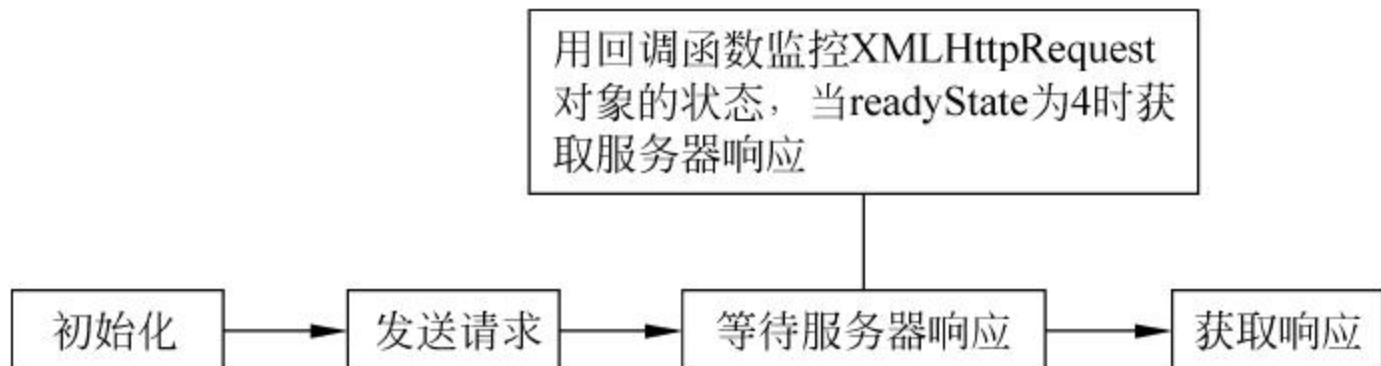 用回调函数监控XMLHttpRequest
对象的状态，当readyState为4时获
取服务器响应
初始化
发送请求
等待服务器响应
获取响应